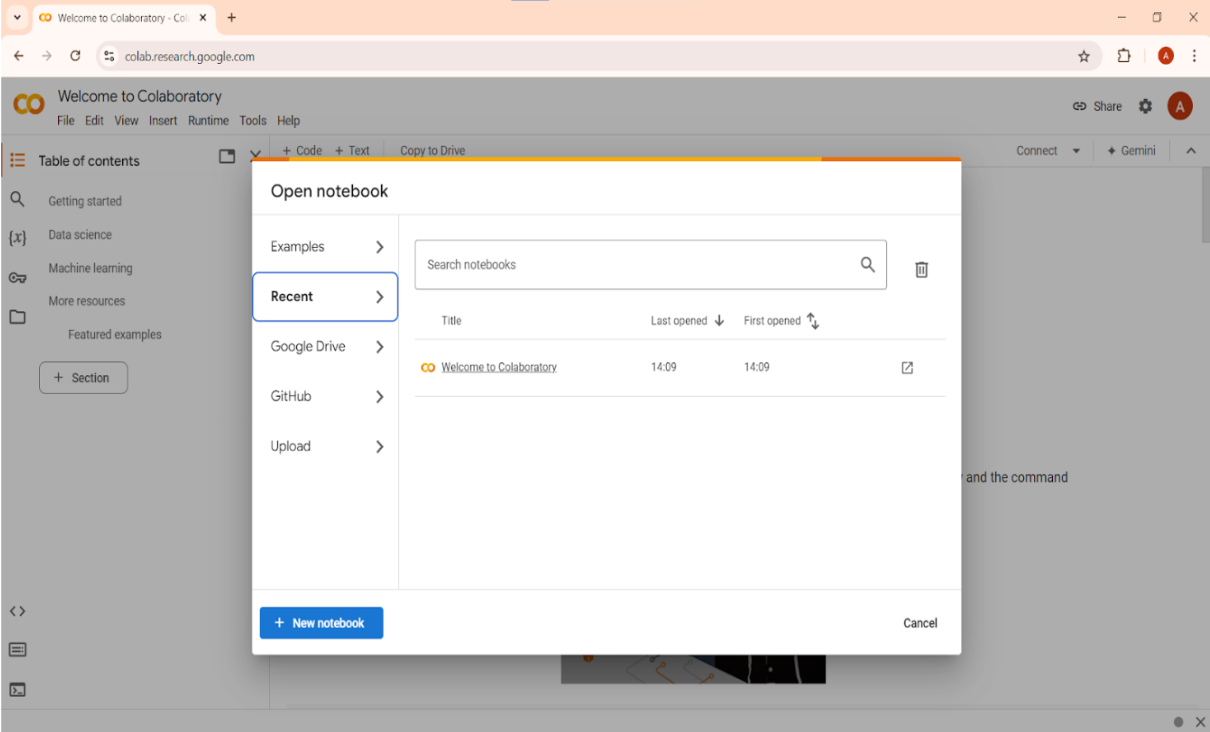 Welcome to Colaboratory - Col
colab.research.google.com
A
Welcome to Colaboratory
Share
A
File Edit View Insert Runtime Tools Help
Table of contents
+ Code + Text Copy to Drive
Connect
Gemini
Getting started
Data science
Machine learning
More resources
Featured examples
+ Section
{x}
Open notebook
Examples
Recent
Google Drive
GitHub
Upload
Search notebooks
Title Last opened First opened
Welcome to Colaboratory 14:09 14:09
and the command
+ New notebook
Cancel